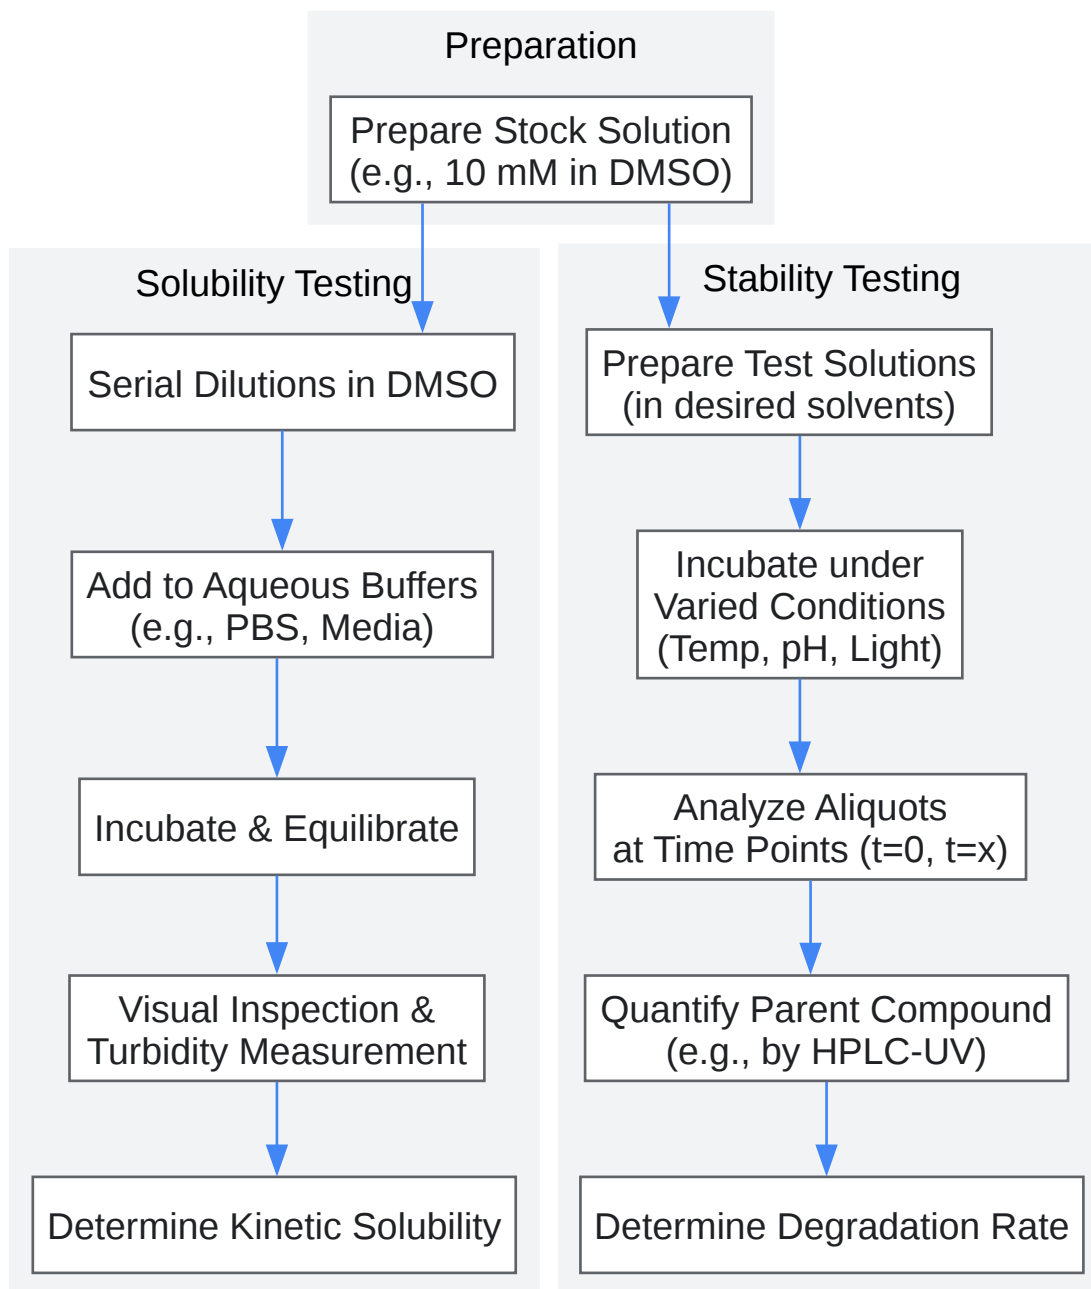 Preparation
Prepare Stock Solution
(e.g., 10 mM in DMSO)
Solubility Testing
Serial Dilutions in DMSO
Add to Aqueous Buffers
(e.g., PBS, Media)
Incubate & Equilibrate
Visual Inspection &
Turbidity Measurement
Determine Kinetic Solubility
Stability Testing
Prepare Test Solutions
(in desired solvents)
Incubate under
Varied Conditions
(Temp, pH, Light)
Analyze Aliquots
at Time Points (t=0, t=x)
Quantify Parent Compound
(e.g., by HPLC-UV)
Determine Degradation Rate